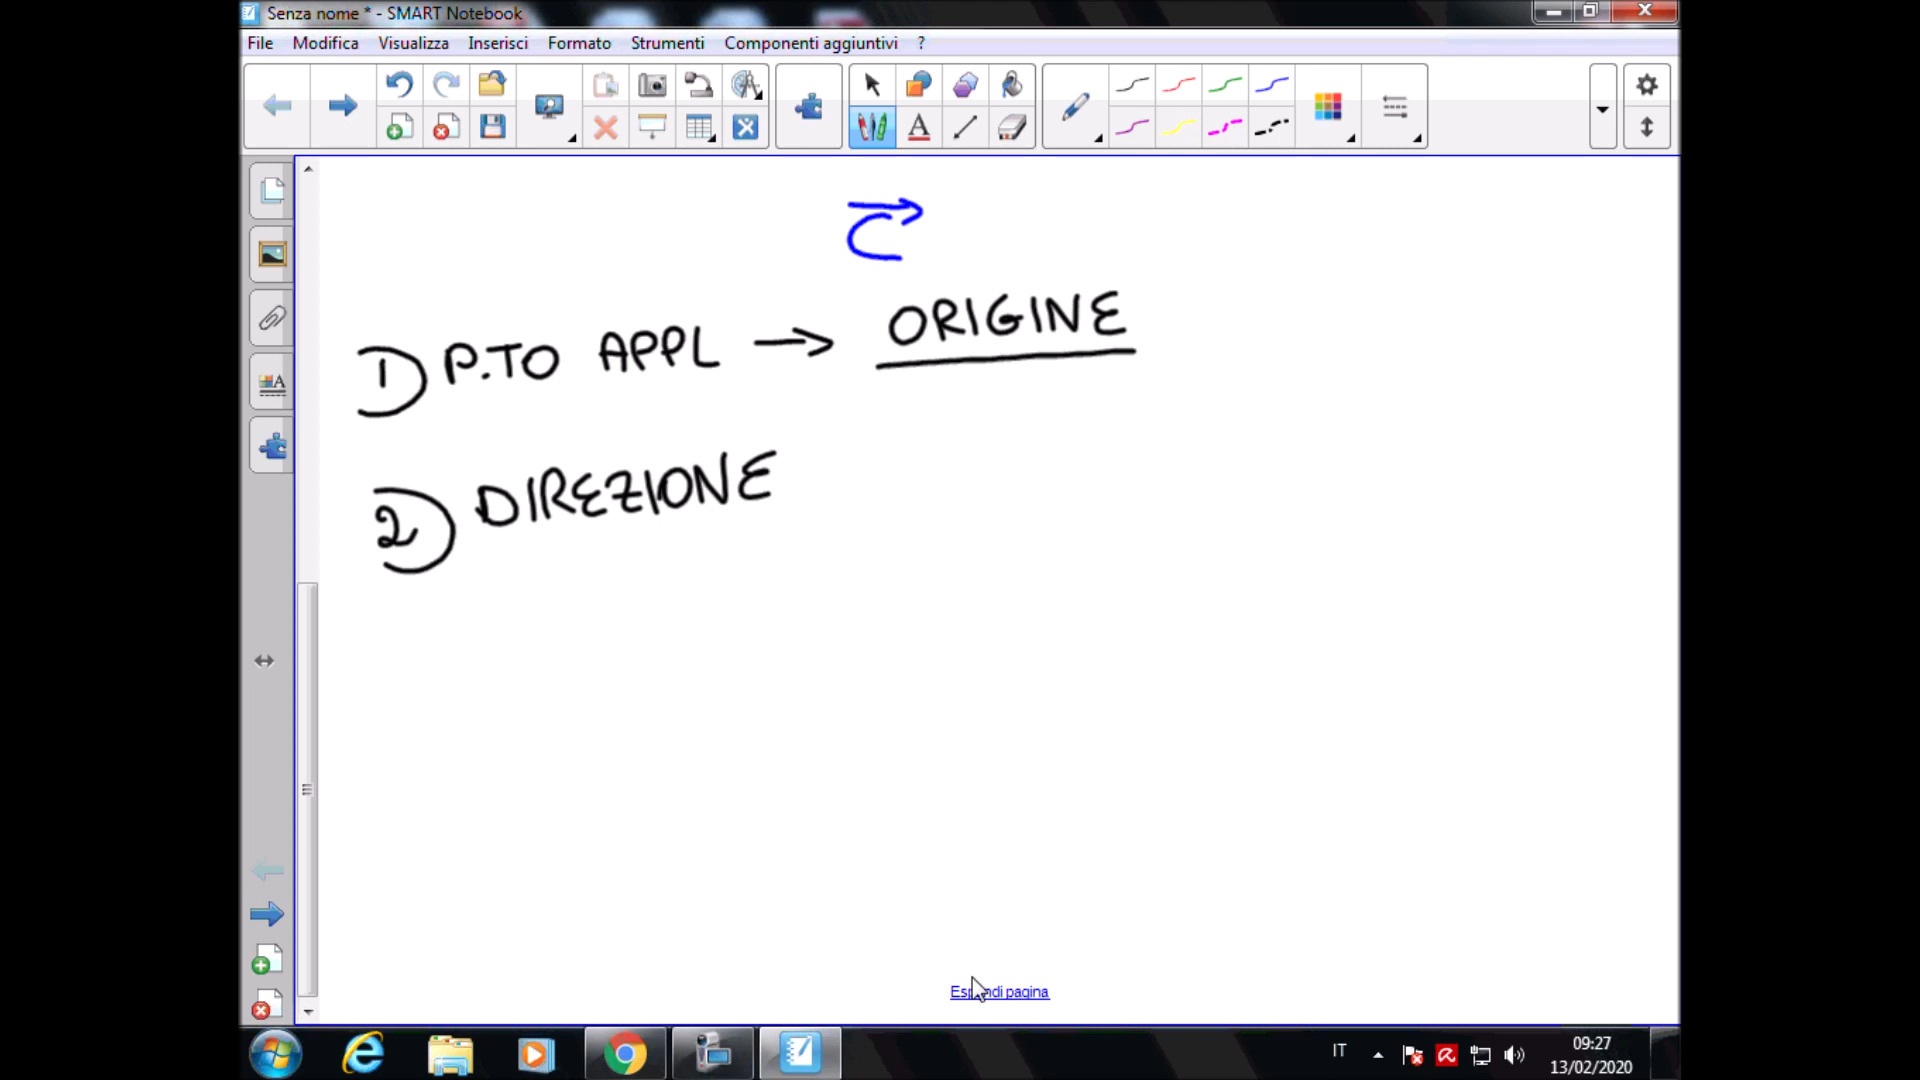 Senza nome * - SMART Notebook
File Modifica Visualizza Inserisci Formato Strumenti Componenti aggiuntivi ?
C
1) P.TO APPL → ORIGINE
2) DIREZIONE
pagina
IT
09:27
13/02/2020